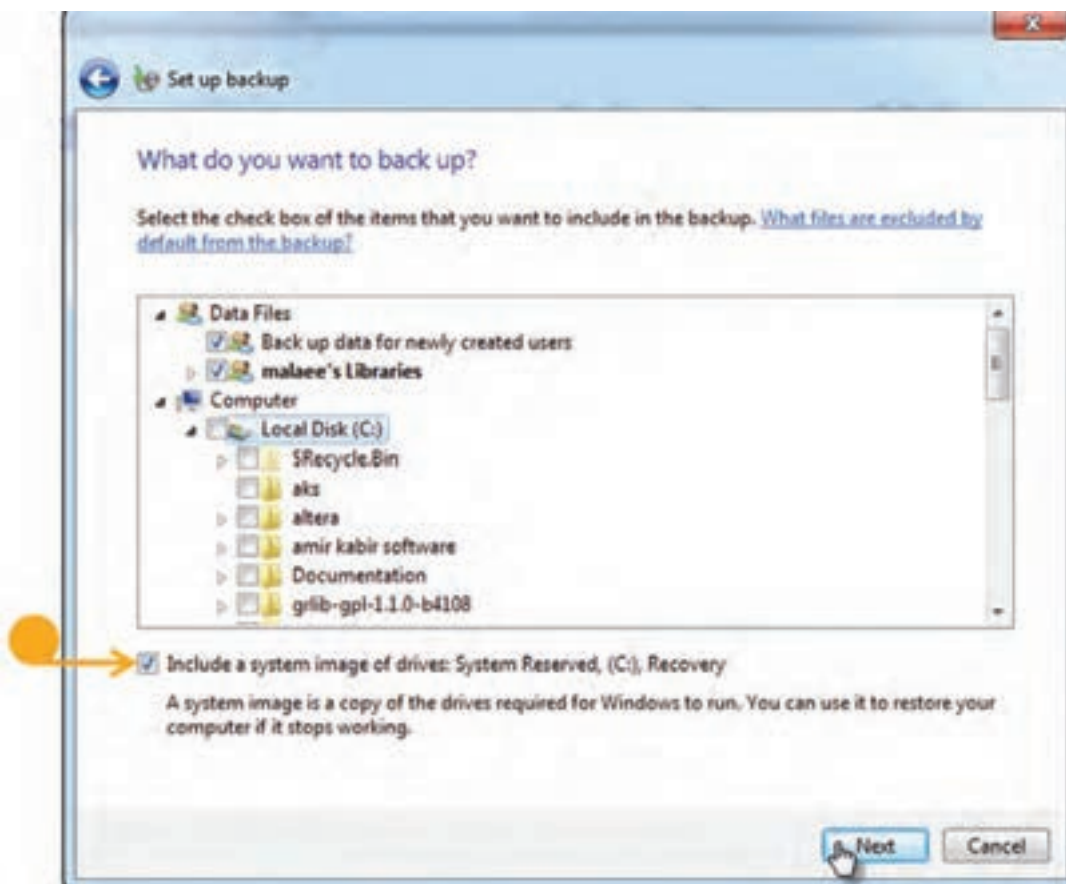 Set up backup
What do you want to back up?
Select the check box of the items that you want to include in the backup. What files are excluded by
default from the backup?
Data Files
Back up data for newly created users
malaee's Libraries
Computer
Local Disk (C:)
$Recycle.Bin
aks
altera
amir kabir software
Documentation
grlib-gpl-1.1.0-b4108
Include a system image of drives: System Reserved, (C:), Recovery
A system image is a copy of the drives required for Windows to run. You can use it to restore your
computer if it stops working.
Next Cancel